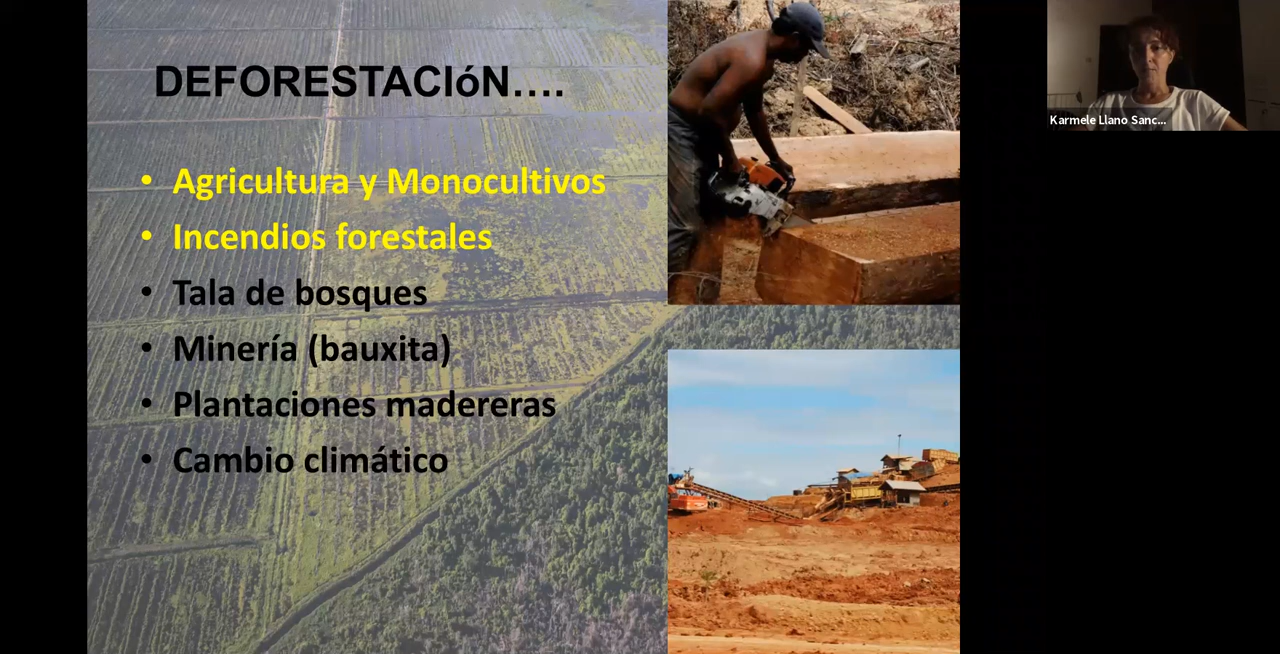 DEFORESTACIóN....
• Agricultura y Monocultivos
• Incendios forestales
• Tala de bosques
• Minería (bauxita)
• Plantaciones madereras
• Cambio climático
Karmele Llano Sanc...